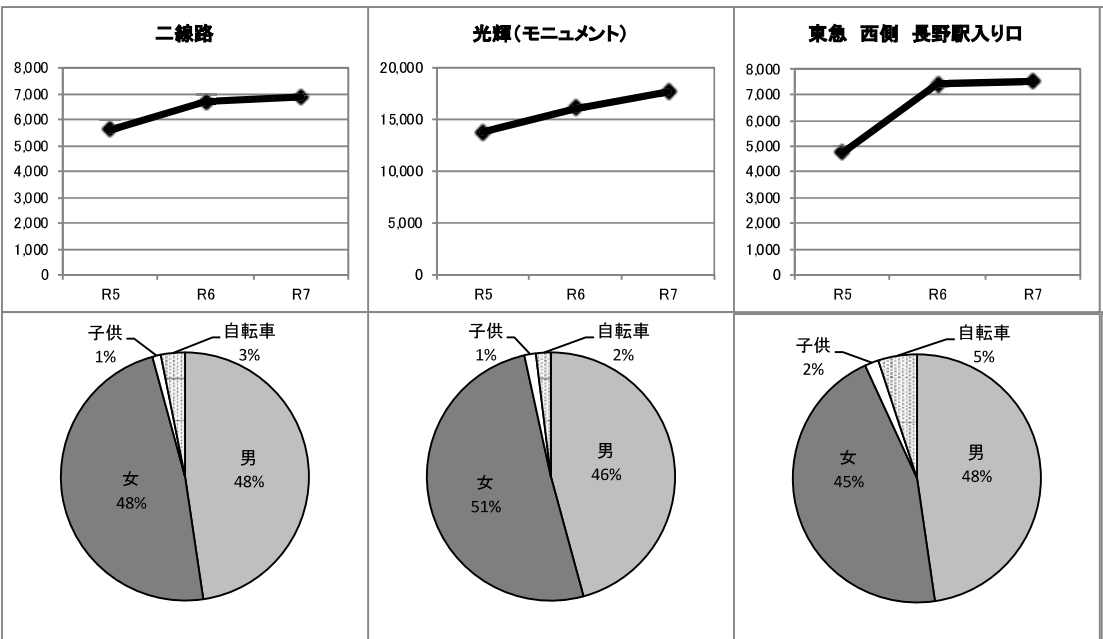 二線路
8,000
7,000
6,000
5,000
4,000
3,000
2,000
1,000
0
R5 R6 R7
光輝(モニュメント)
20,000
15,000
10,000
5,000
0
R5 R6 R7
東急 西側 長野駅入り口
8,000
7,000
6,000
5,000
4,000
3,000
2,000
1,000
0
R5 R6 R7
子供
1%
自転車
3%
女
48%
男
48%
子供
1%
自転車
2%
女
51%
男
46%
子供
2%
自転車
5%
女
45%
男
48%